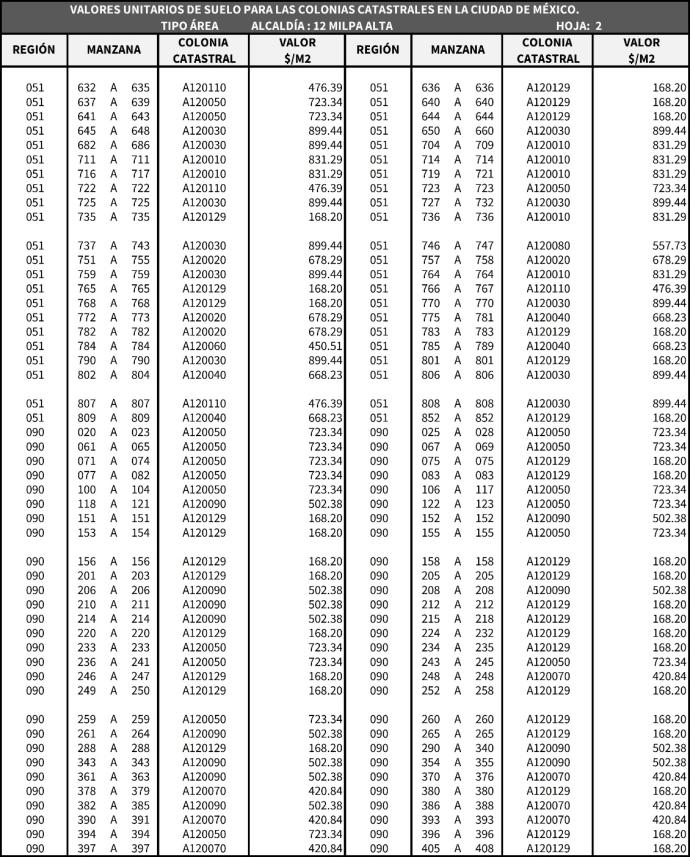 VALORES UNITARIOS DE SUELO PARA LAS COLONIAS CATASTRALES EN LA CIUDAD DE MÉXICO.
TIPO ÁREA ALCALDÍA : 12 MILPA ALTA HOJA: 2
REGIÓN MANZANA COLONIA CATASTRAL VALOR $/M2 REGIÓN MANZANA COLONIA CATASTRAL VALOR $/M2
051 632 A 635 A120110 476.39 051 636 A 636 A120129 168.20
051 637 A 639 A120050 723.34 051 640 A 640 A120129 168.20
051 641 A 643 A120050 723.34 051 644 A 644 A120129 168.20
051 645 A 648 A120030 899.44 051 650 A 660 A120030 899.44
051 682 A 686 A120030 899.44 051 704 A 709 A120010 831.29
051 711 A 711 A120010 831.29 051 714 A 714 A120010 831.29
051 716 A 717 A120010 831.29 051 719 A 721 A120010 831.29
051 722 A 722 A120110 476.39 051 723 A 723 A120050 723.34
051 725 A 725 A120030 899.44 051 727 A 732 A120030 899.44
051 735 A 735 A120129 168.20 051 736 A 736 A120010 831.29
051 737 A 743 A120030 899.44 051 746 A 747 A120080 557.73
051 751 A 755 A120020 678.29 051 757 A 758 A120020 678.29
051 759 A 759 A120030 899.44 051 764 A 764 A120010 831.29
051 765 A 765 A120129 168.20 051 766 A 767 A120110 476.39
051 768 A 768 A120129 168.20 051 770 A 770 A120030 899.44
051 772 A 773 A120020 678.29 051 775 A 781 A120040 668.23
051 782 A 782 A120020 678.29 051 783 A 783 A120129 168.20
051 784 A 784 A120060 450.51 051 785 A 789 A120040 668.23
051 790 A 790 A120030 899.44 051 801 A 801 A120129 168.20
051 802 A 804 A120040 668.23 051 806 A 806 A120030 899.44
051 807 A 807 A120110 476.39 051 808 A 808 A120030 899.44
051 809 A 809 A120040 668.23 051 852 A 852 A120129 168.20
090 020 A 023 A120050 723.34 090 025 A 028 A120050 723.34
090 061 A 065 A120050 723.34 090 067 A 069 A120050 723.34
090 071 A 074 A120050 723.34 090 075 A 075 A120129 168.20
090 077 A 082 A120050 723.34 090 083 A 083 A120129 168.20
090 100 A 104 A120050 723.34 090 106 A 117 A120050 723.34
090 118 A 121 A120090 502.38 090 122 A 123 A120050 723.34
090 151 A 151 A120129 168.20 090 152 A 152 A120090 502.38
090 153 A 154 A120129 168.20 090 155 A 155 A120050 723.34
090 156 A 156 A120129 168.20 090 158 A 158 A120129 168.20
090 201 A 203 A120129 168.20 090 205 A 205 A120129 168.20
090 206 A 206 A120090 502.38 090 208 A 208 A120090 502.38
090 210 A 211 A120090 502.38 090 212 A 212 A120129 168.20
090 214 A 214 A120090 502.38 090 215 A 218 A120129 168.20
090 220 A 220 A120129 168.20 090 224 A 232 A120129 168.20
090 233 A 233 A120050 723.34 090 234 A 235 A120129 168.20
090 236 A 241 A120050 723.34 090 243 A 245 A120050 723.34
090 246 A 247 A120129 168.20 090 248 A 248 A120070 420.84
090 249 A 250 A120129 168.20 090 252 A 258 A120129 168.20
090 259 A 259 A120050 723.34 090 260 A 260 A120129 168.20
090 261 A 264 A120090 502.38 090 265 A 265 A120129 168.20
090 288 A 288 A120129 168.20 090 290 A 340 A120090 502.38
090 343 A 343 A120090 502.38 090 354 A 355 A120090 502.38
090 361 A 363 A120090 502.38 090 370 A 376 A120070 420.84
090 378 A 379 A120070 420.84 090 380 A 380 A120129 168.20
090 382 A 385 A120090 502.38 090 386 A 388 A120070 420.84
090 390 A 391 A120070 420.84 090 393 A 393 A120070 420.84
090 394 A 394 A120050 723.34 090 396 A 396 A120129 168.20
090 397 A 397 A120070 420.84 090 405 A 408 A120129 168.20